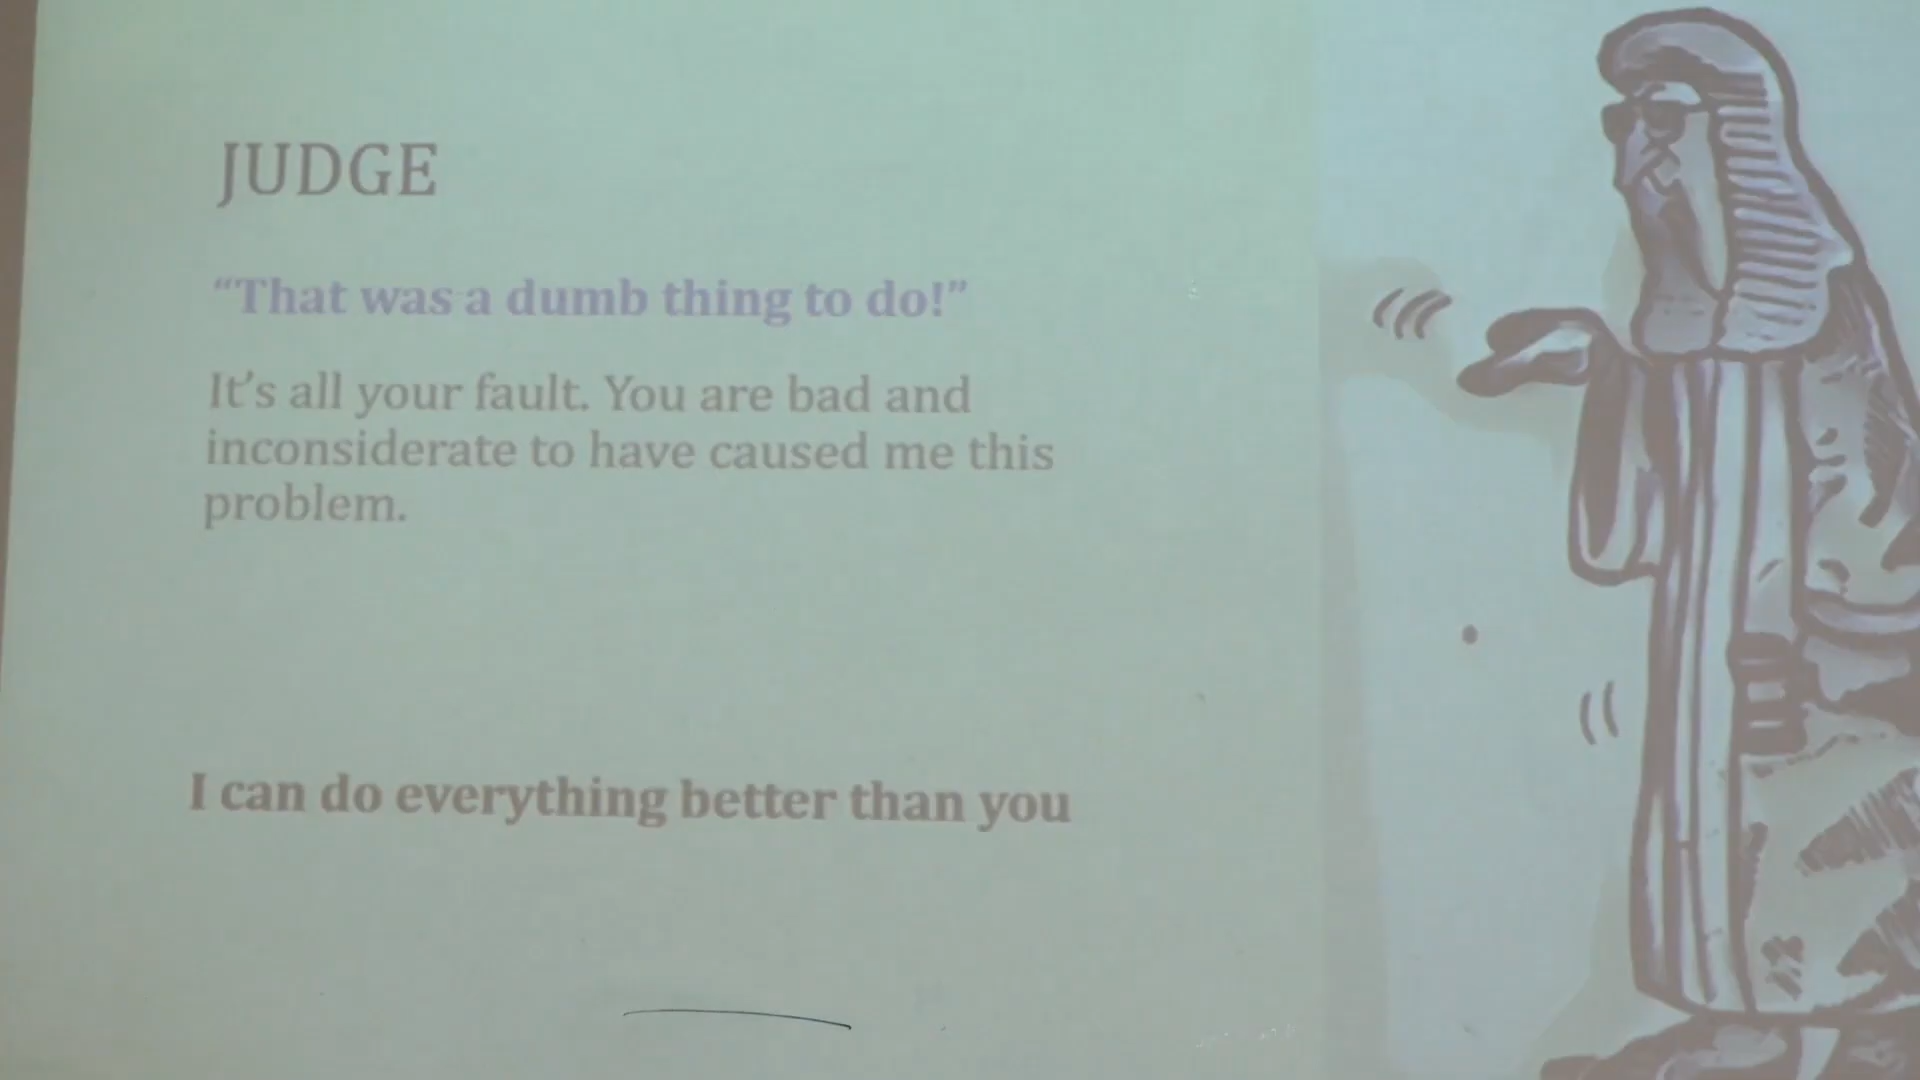 JUDGE
“That was a dumb thing to do!”
It’s all your fault. You are bad and
inconsiderate to have caused me this
problem.
I can do everything better than you